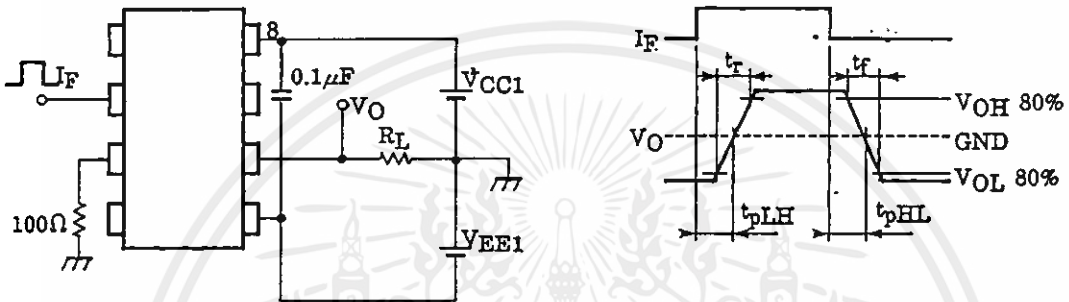 8
I_F
0.1μF
V_CC1
V_O
R_L
100Ω
V_EE1
I_F
t_r
t_f
V_OH 80%
V_O
GND
V_OL 80%
t_pLH
t_pHL